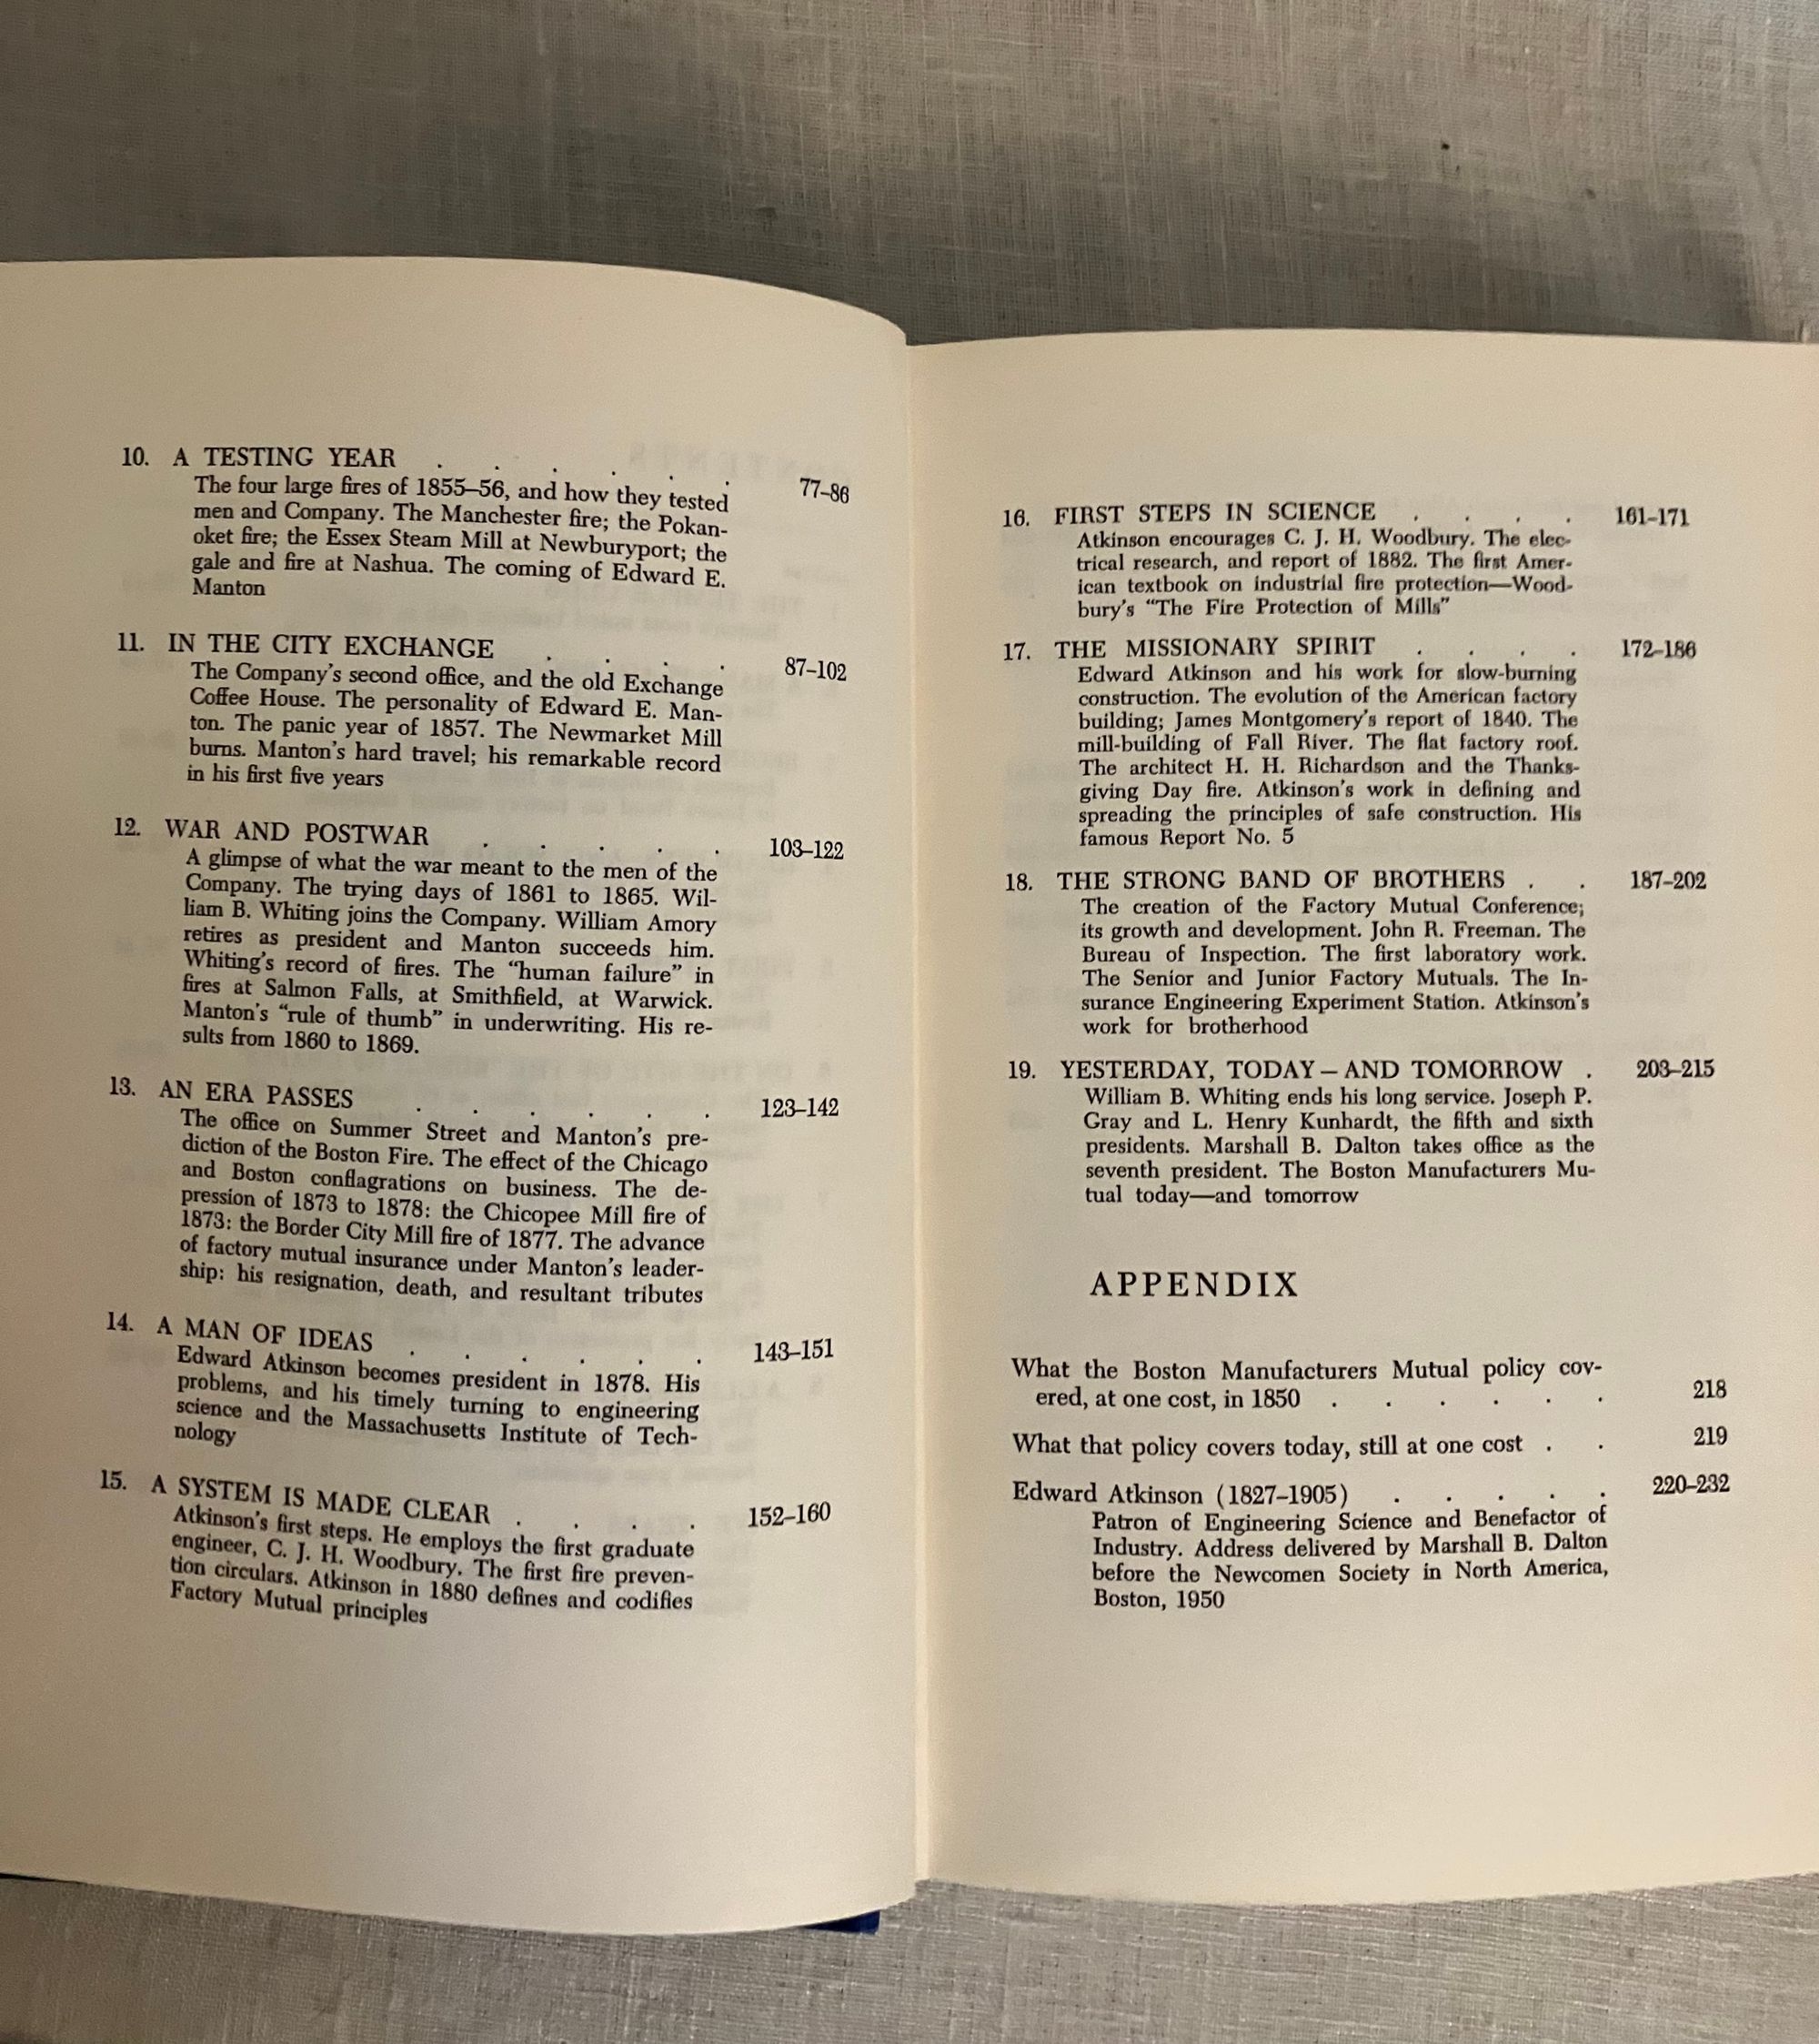 10. A TESTING YEAR . . . . . . 77–86
The four large fires of 1855–56, and how they tested
men and Company. The Manchester fire; the Pokan-
oket fire; the Essex Steam Mill at Newburyport; the
gale and fire at Nashua. The coming of Edward E.
Manton
11. IN THE CITY EXCHANGE . . . . 87–102
The Company's second office, and the old Exchange
Coffee House. The personality of Edward E. Man-
ton. The panic year of 1857. The Newmarket Mill
burns. Manton's hard travel; his remarkable record
in his first five years
12. WAR AND POSTWAR . . . . . 103–122
A glimpse of what the war meant to the men of the
Company. The trying days of 1861 to 1865. Wil-
liam B. Whiting joins the Company. William Amory
retires as president and Manton succeeds him.
Whiting's record of fires. The "human failure" in
fires at Salmon Falls, at Smithfield, at Warwick.
Manton's "rule of thumb" in underwriting. His re-
sults from 1860 to 1869.
13. AN ERA PASSES . . . . . . 123–142
The office on Summer Street and Manton's pre-
diction of the Boston Fire. The effect of the Chicago
and Boston conflagrations on business. The de-
pression of 1873 to 1878: the Chicopee Mill fire of
1873: the Border City Mill fire of 1877. The advance
of factory mutual insurance under Manton's leader-
ship: his resignation, death, and resultant tributes
14. A MAN OF IDEAS . . . . . . 143–151
Edward Atkinson becomes president in 1878. His
problems, and his timely turning to engineering
science and the Massachusetts Institute of Tech-
nology
15. A SYSTEM IS MADE CLEAR . . . . 152–160
Atkinson's first steps. He employs the first graduate
engineer, C. J. H. Woodbury. The first fire preven-
tion circulars. Atkinson in 1880 defines and codifies
Factory Mutual principles
16. FIRST STEPS IN SCIENCE . . . . 161–171
Atkinson encourages C. J. H. Woodbury. The elec-
trical research, and report of 1882. The first Amer-
ican textbook on industrial fire protection—Wood-
bury's "The Fire Protection of Mills"
17. THE MISSIONARY SPIRIT . . . . 172–186
Edward Atkinson and his work for slow-burning
construction. The evolution of the American factory
building; James Montgomery's report of 1840. The
mill-building of Fall River. The flat factory roof.
The architect H. H. Richardson and the Thanks-
giving Day fire. Atkinson's work in defining and
spreading the principles of safe construction. His
famous Report No. 5
18. THE STRONG BAND OF BROTHERS . . 187–202
The creation of the Factory Mutual Conference;
its growth and development. John R. Freeman. The
Bureau of Inspection. The first laboratory work.
The Senior and Junior Factory Mutuals. The In-
surance Engineering Experiment Station. Atkinson's
work for brotherhood
19. YESTERDAY, TODAY – AND TOMORROW . 203–215
William B. Whiting ends his long service. Joseph P.
Gray and L. Henry Kunhardt, the fifth and sixth
presidents. Marshall B. Dalton takes office as the
seventh president. The Boston Manufacturers Mu-
tual today—and tomorrow
APPENDIX
What the Boston Manufacturers Mutual policy cov-
ered, at one cost, in 1850 . . . . . . 218
What that policy covers today, still at one cost . . 219
Edward Atkinson (1827–1905) . . . . . 220–232
Patron of Engineering Science and Benefactor of
Industry. Address delivered by Marshall B. Dalton
before the Newcomen Society in North America,
Boston, 1950